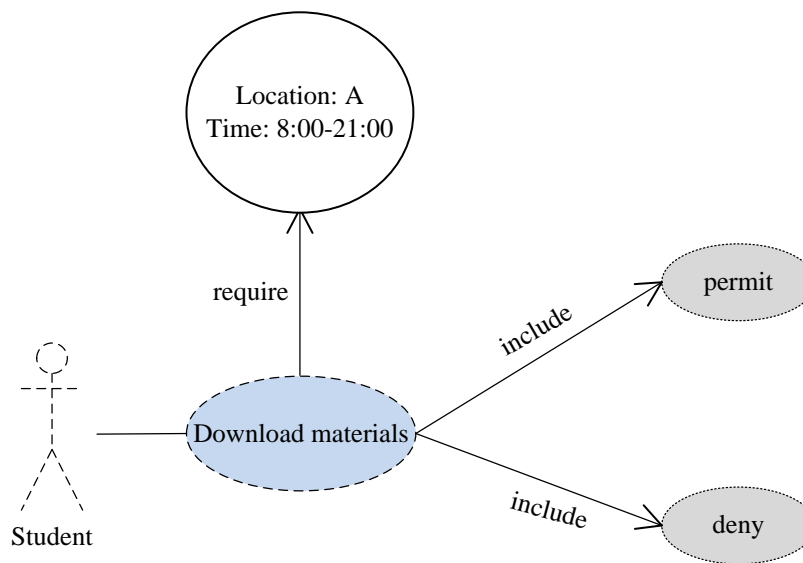 Location: A
Time: 8:00-21:00
require
include
permit
Download materials
include
deny
Student